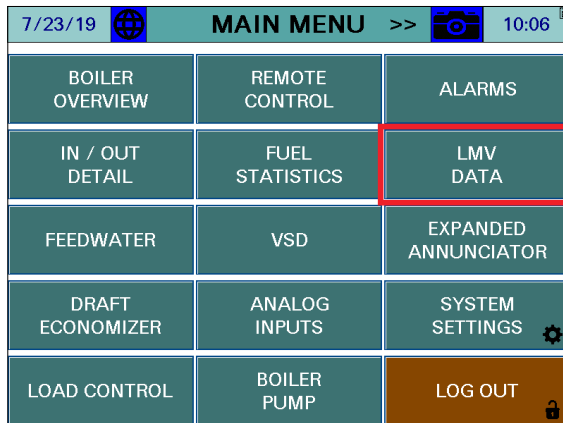 7/23/19 MAIN MENU >> 10:06
BOILER
OVERVIEW
REMOTE
CONTROL
ALARMS
IN / OUT
DETAIL
FUEL
STATISTICS
LMV
DATA
FEEDWATER
VSD
EXPANDED
ANNUNCIATOR
DRAFT
ECONOMIZER
ANALOG
INPUTS
SYSTEM
SETTINGS
LOAD CONTROL
BOILER
PUMP
LOG OUT